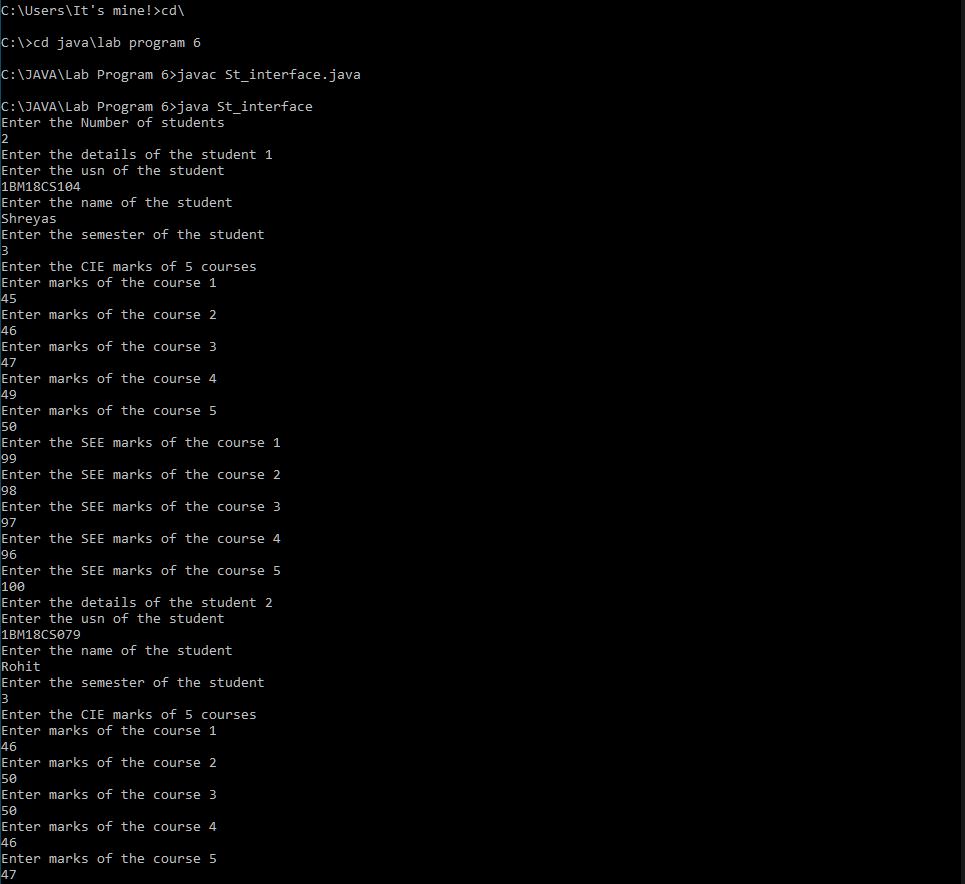 C:\Users\It's mine!>cd\
C:\>cd java\lab program 6
C:\JAVA\Lab Program 6>javac St_interface.java
C:\JAVA\Lab Program 6>java St_interface
Enter the Number of students
2
Enter the details of the student 1
Enter the usn of the student
1BM18CS104
Enter the name of the student
Shreyas
Enter the semester of the student
3
Enter the CIE marks of 5 courses
Enter marks of the course 1
45
Enter marks of the course 2
46
Enter marks of the course 3
47
Enter marks of the course 4
49
Enter marks of the course 5
50
Enter the SEE marks of the course 1
99
Enter the SEE marks of the course 2
98
Enter the SEE marks of the course 3
97
Enter the SEE marks of the course 4
96
Enter the SEE marks of the course 5
100
Enter the details of the student 2
Enter the usn of the student
1BM18CS079
Enter the name of the student
Rohit
Enter the semester of the student
3
Enter the CIE marks of 5 courses
Enter marks of the course 1
46
Enter marks of the course 2
50
Enter marks of the course 3
50
Enter marks of the course 4
46
Enter marks of the course 5
47